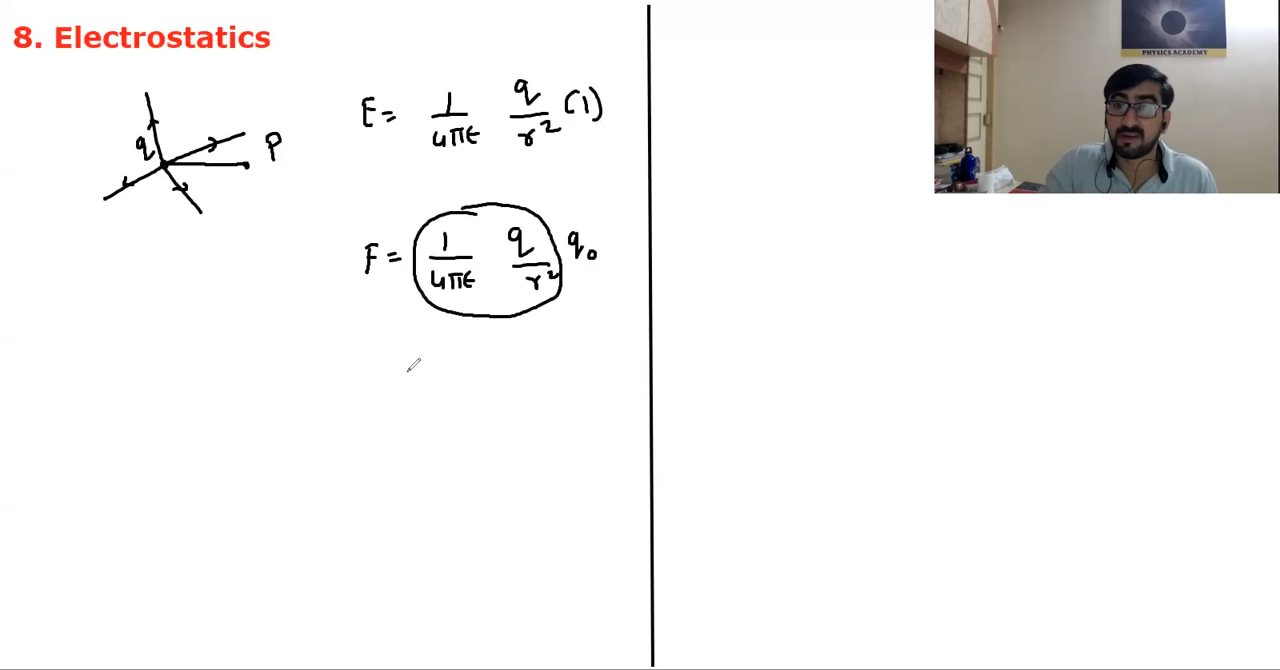 8. Electrostatics
q P
E = 1/4πϵ q/r² (1)
F = 1/4πϵ q/r² q₀
PHYSICS ACADEMY